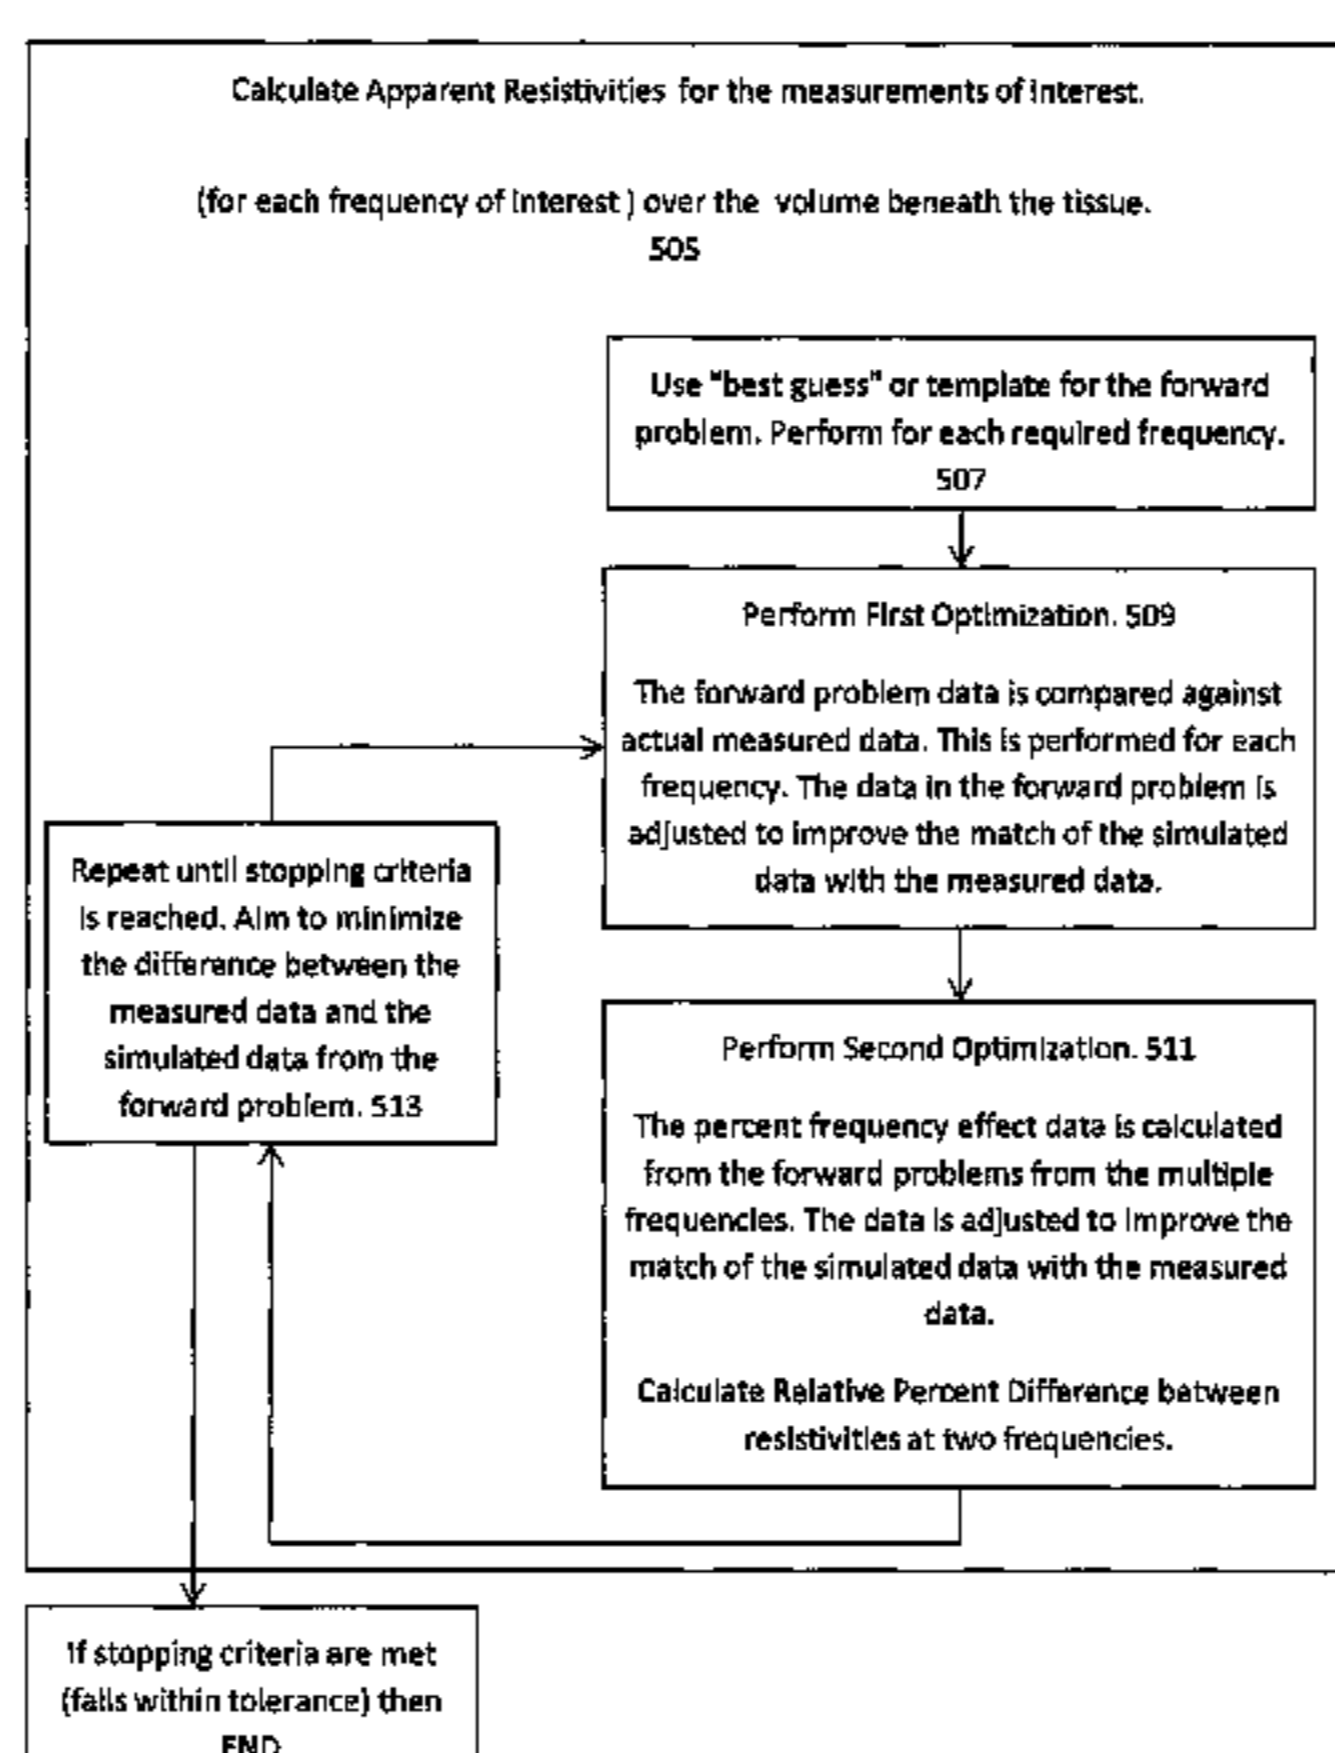 Calculate Apparent Resistivities for the measurements of interest.
(for each frequency of interest ) over the volume beneath the tissue.
505
Use "best guess" or template for the forward
problem. Perform for each required frequency.
507
Perform First Optimization. 509
The forward problem data is compared against
actual measured data. This is performed for each
frequency. The data in the forward problem is
adjusted to improve the match of the simulated
data with the measured data.
Repeat until stopping criteria
is reached. Aim to minimize
the difference between the
measured data and the
simulated data from the
forward problem. 513
Perform Second Optimization. 511
The percent frequency effect data is calculated
from the forward problems from the multiple
frequencies. The data is adjusted to improve the
match of the simulated data with the measured
data.
Calculate Relative Percent Difference between
resistivities at two frequencies.
If stopping criteria are met
(falls within tolerance) then
END